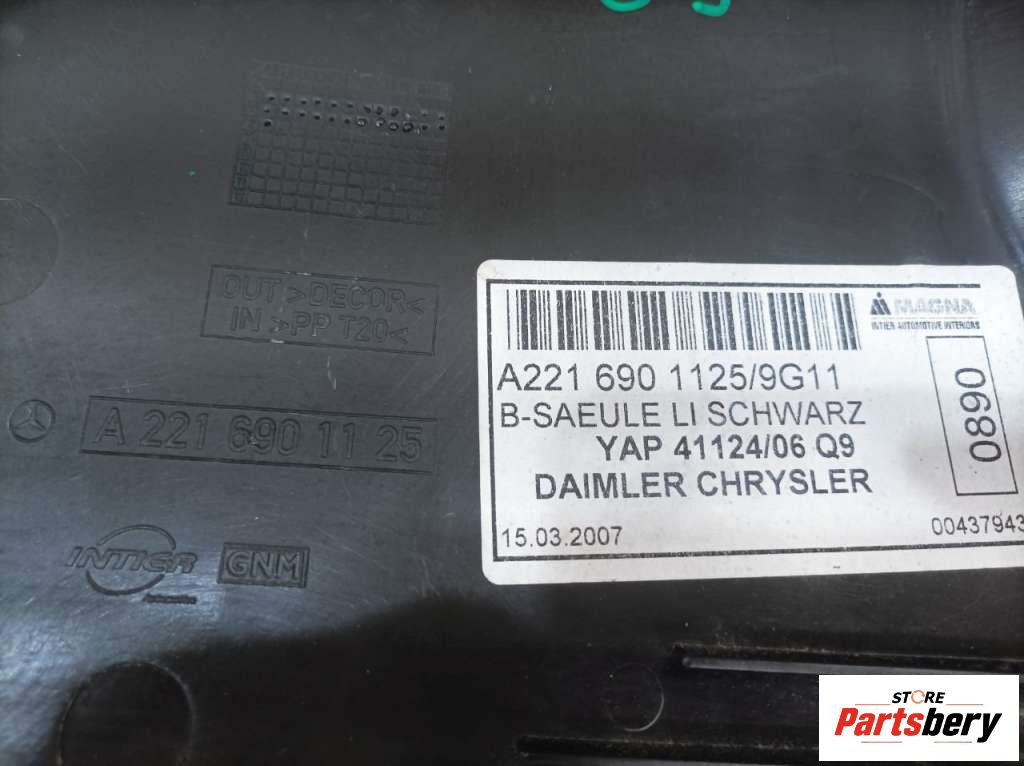 OUT >DECOR<
IN >PP T20<
A 221 690 11 25
INTIER
Automotive
GNM
MAGNA
INTIER AUTOMOTIVE INTERIORS
A221 690 1125/9G11
B-SAEULE LI SCHWARZ
YAP 41124/06 Q9
DAIMLER CHRYSLER
15.03.2007
00437943
0890
STORE
Partsbery